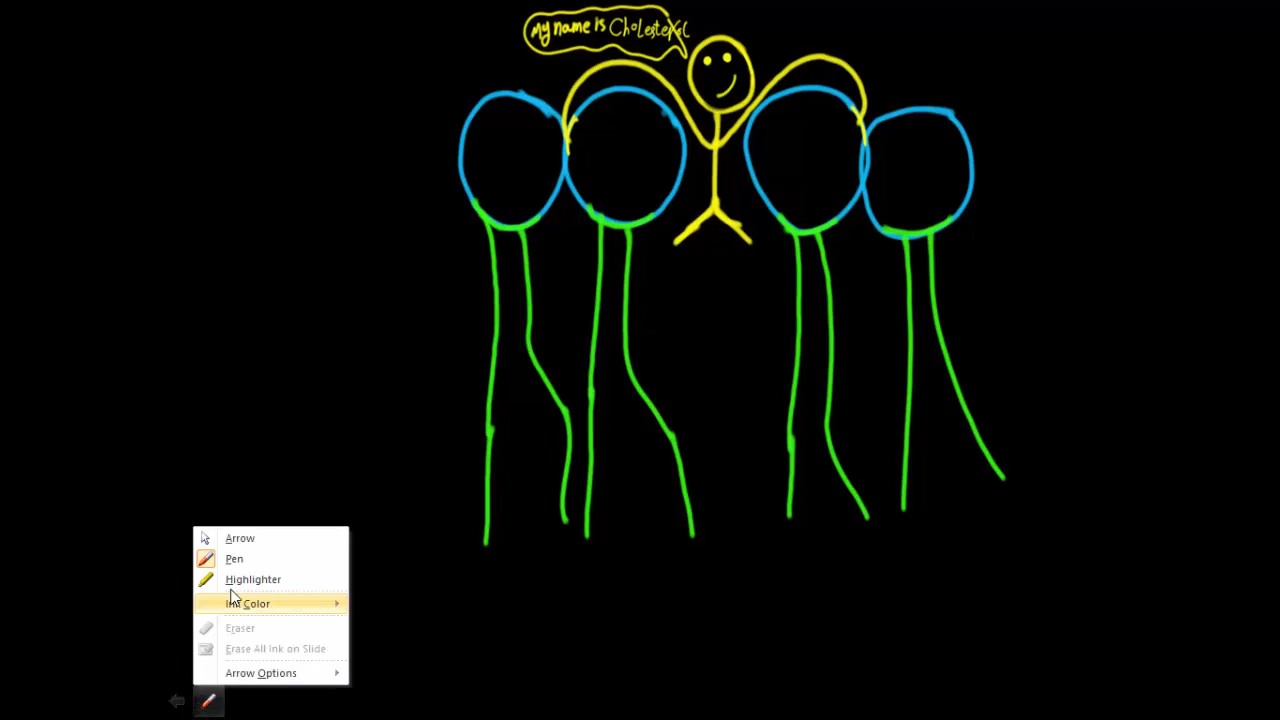 My name is Cholesterol
Arrow
Pen
Highlighter
Ink Color
Eraser
Erase All Ink on Slide
Arrow Options